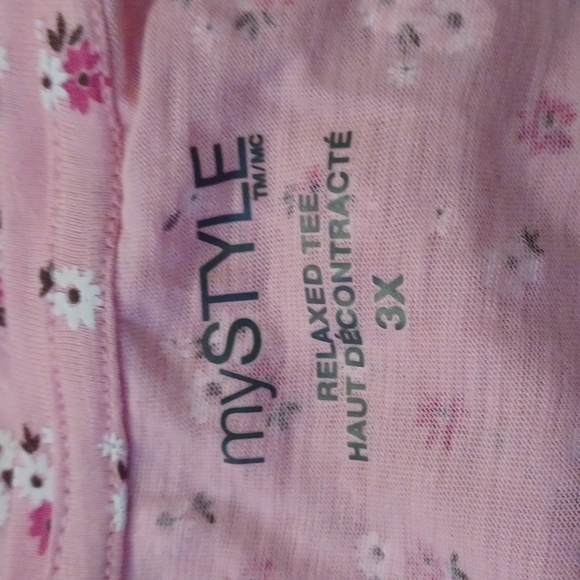 mySTYLE
TM/MC
RELAXED TEE
HAUT DÉCONTRACTÉ
3X